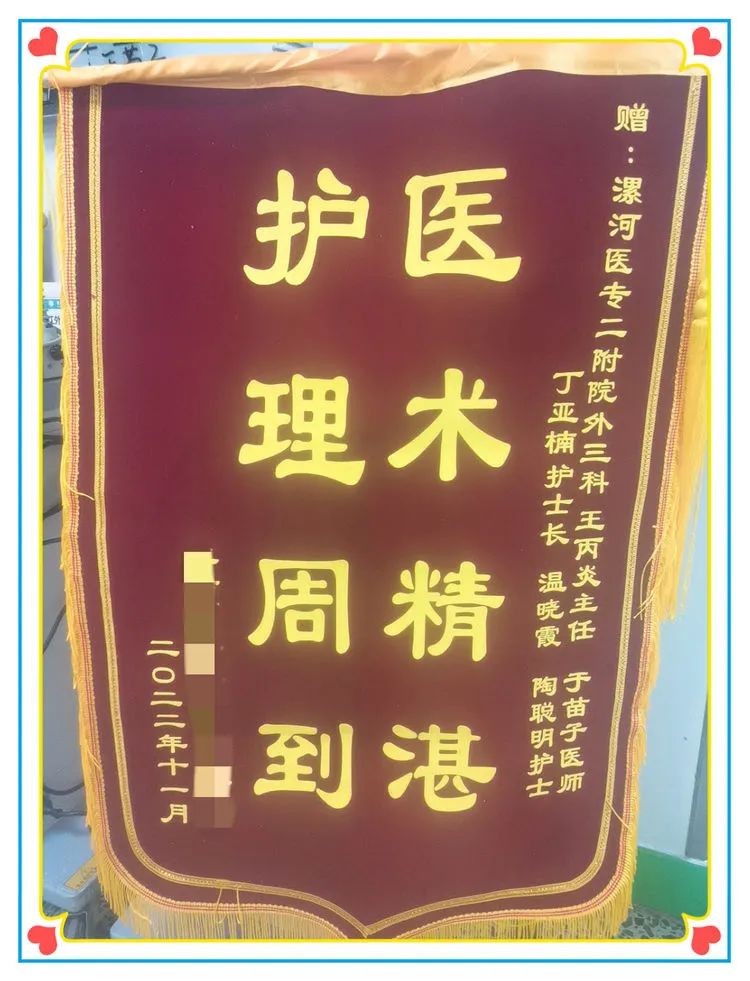 赠：漯河医专二附院外三科 王丙炎主任 于苗子医师
丁亚楠护士长 温晓霞 陶聪明护士
医术精湛
护理周到
二〇二二年十一月